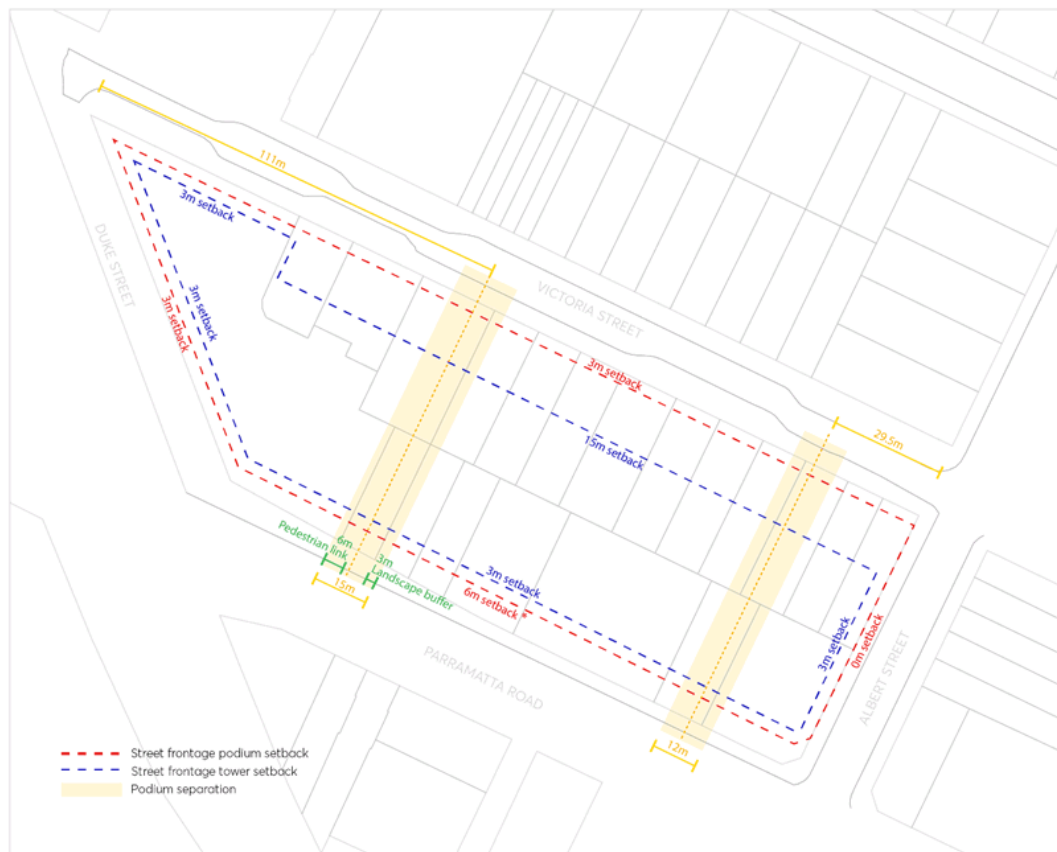 111m
3m setback
DUKE STREET
VICTORIA STREET
3m setback
3m setback
3m setback
29.5m
15m setback
Pedestrian link
6m
3m
Landscape buffer
15m
3m setback
6m setback *
3m setback
0m setback
ALBERT STREET
PARRAMATTA ROAD
12m
Street frontage podium setback
Street frontage tower setback
Podium separation